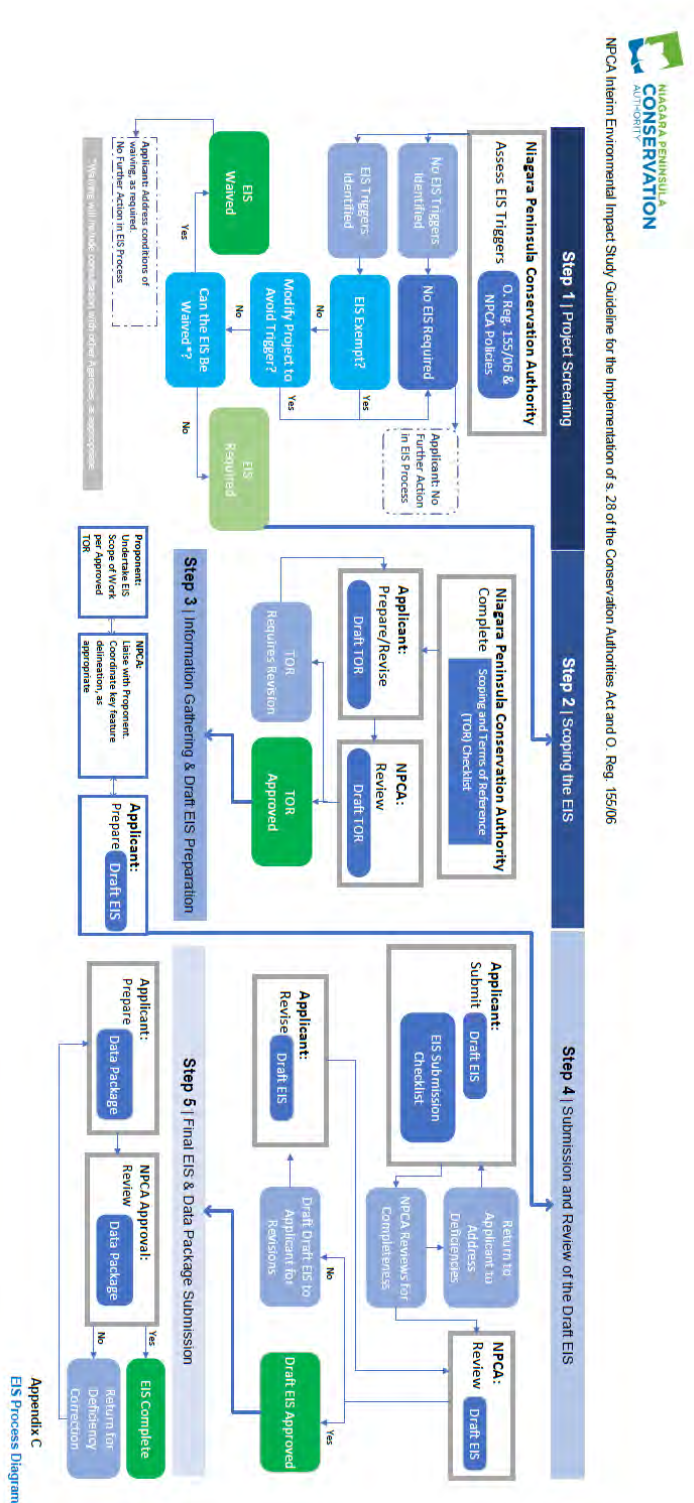 NIAGARA PENINSULA
CONSERVATION
AUTHORITY
NPCA Interim Environmental Impact Study Guideline for the Implementation of s. 28 of the Conservation Authorities Act and O. Reg. 155/06
Step 1 | Project Screening
Niagara Peninsula Conservation Authority
Assess EIS Triggers
O. Reg. 155/06 &
NPCA Policies
No EIS Triggers
Identified
No EIS Required
Applicant: No
Further Action
in EIS Process
EIS Triggers
Identified
EIS Exempt?
Yes
No
Modify Project to
Avoid Trigger?
Yes
No
EIS
Waived
Yes
Can the EIS Be
Waived*?
No
EIS
Required
Applicant: Address conditions of
waiving, as required.
No Further Action in EIS Process
*Waiving will include consultation with other Agencies, as appropriate
Step 2 | Scoping the EIS
Niagara Peninsula Conservation Authority
Complete
Scoping and Terms of Reference
(TOR) Checklist
Applicant:
Prepare/Revise
Draft TOR
NPCA:
Review
Draft TOR
TOR
Requires Revision
TOR
Approved
Step 3 | Information Gathering & Draft EIS Preparation
Proponent:
Undertake EIS
Scope of Work
per Approved
TOR
NPCA:
Liaise with Proponent.
Coordinate key feature
delineation, as
appropriate
Applicant:
Prepare
Draft EIS
Step 4 | Submission and Review of the Draft EIS
Applicant:
Submit
Draft EIS
EIS Submission
Checklist
Return to
Applicant to
Address
Deficiencies
NPCA Reviews for
Completeness
NPCA:
Review
Draft EIS
Applicant:
Revise
Draft EIS
Draft Draft EIS to
Applicant for
Revisions
No
Yes
Draft EIS Approved
Step 5 | Final EIS & Data Package Submission
Applicant:
Prepare
Data Package
NPCA Approval:
Review
Data Package
Yes
EIS Complete
No
Return for
Deficiency
Correction
Appendix C
EIS Process Diagram